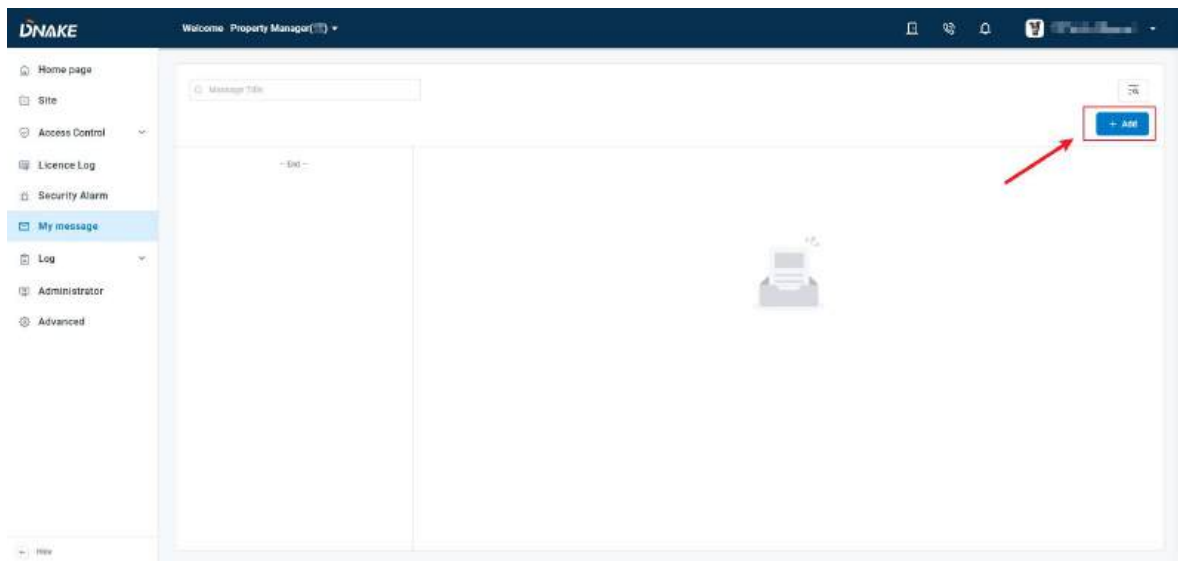 DNAKE
Welcome Property Manager( ) 
Home page
Site
Access Control
Licence Log
Security Alarm
My message
Log
Administrator
Advanced
Hide
Message Title
+ Add
-- End --